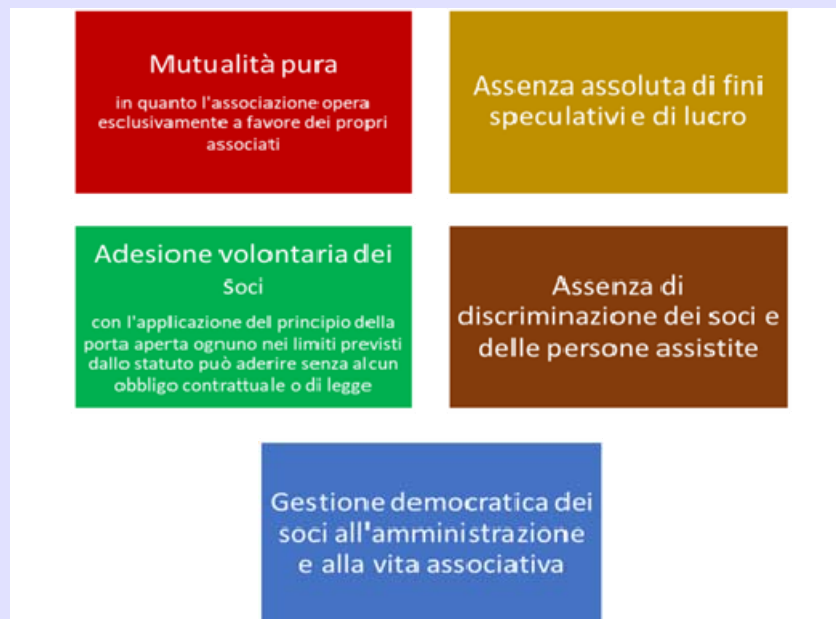 Mutualità pura
in quanto l'associazione opera
esclusivamente a favore dei propri
associati
Assenza assoluta di fini
speculativi e di lucro
Adesione volontaria dei
Soci
con l'applicazione del principio della
porta aperta ognuno nei limiti previsti
dallo statuto può aderire senza alcun
obbligo contrattuale o di legge
Assenza di
discriminazione dei soci e
delle persone assistite
Gestione democratica dei
soci all'amministrazione
e alla vita associativa